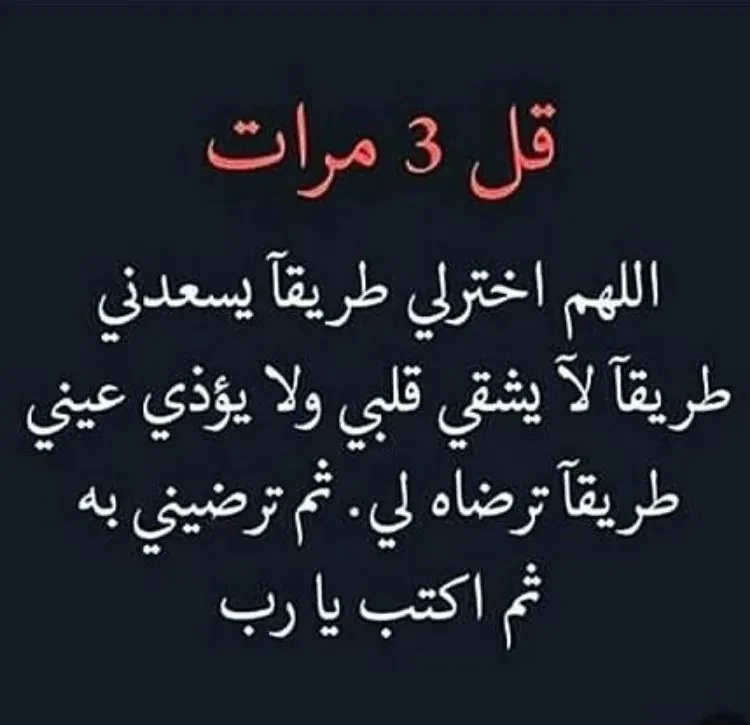 قل 3 مرات
اللهم اخترلي طريقآ يسعدني
طريقآ لآ يشقي قلبي ولا يؤذي عيني
طريقآ ترضاه لي. ثم ترضيني به
ثم اكتب يا رب